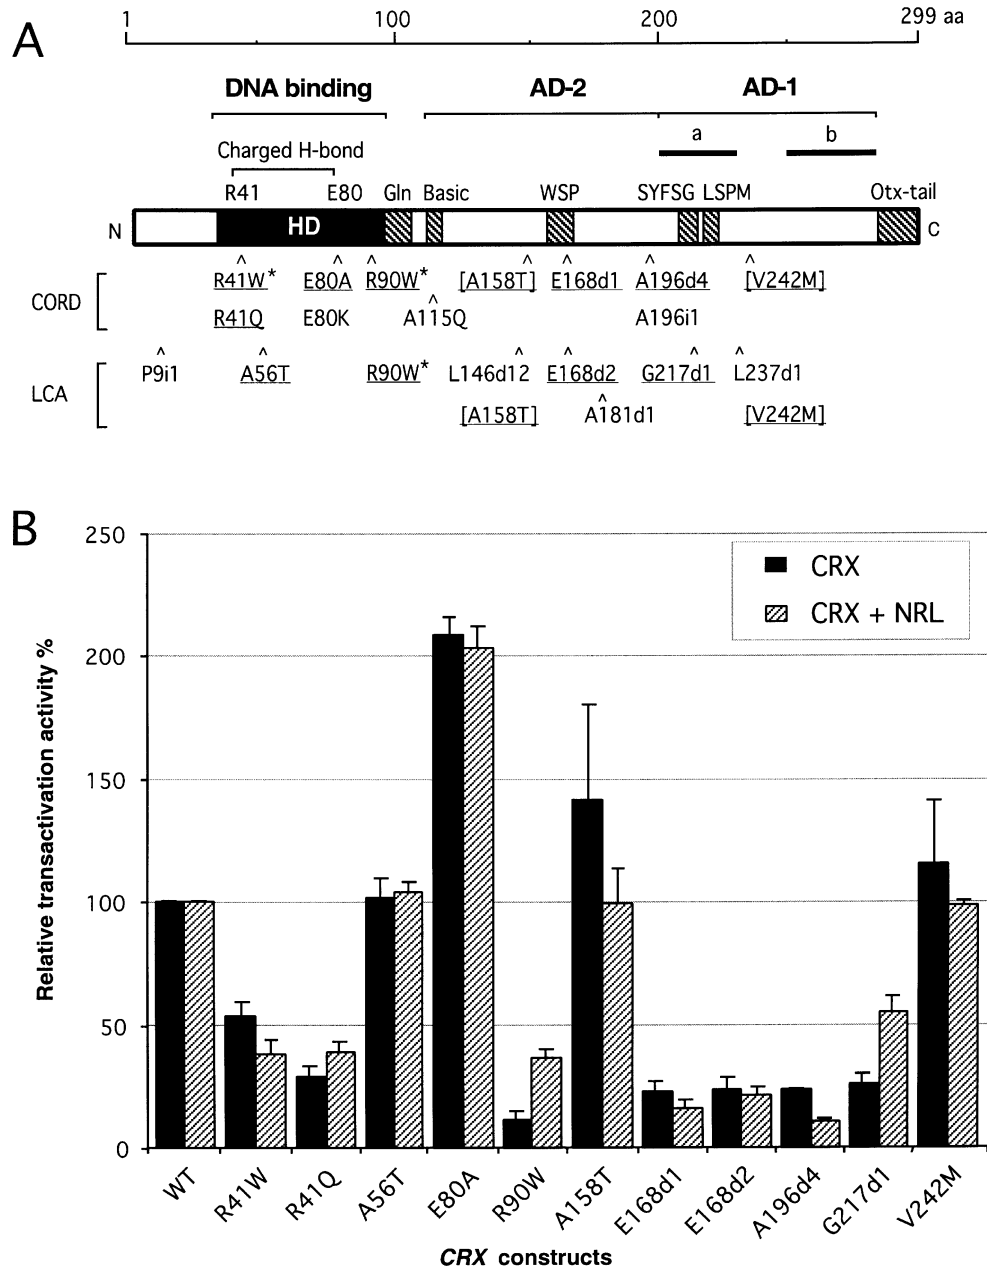 A
1 100 200 299 aa
DNA binding AD-2 AD-1
a b
Charged H-bond
R41 E80 Gln Basic WSP SYFSG LSPM Otx-tail
N HD C
^ ^ ^ ^ ^ ^ ^
CORD R41W* E80A R90W* [A158T] E168d1 A196d4 [V242M]
^
R41Q E80K A115Q A196i1
^ ^ ^ ^ ^ ^
LCA P9i1 A56T R90W* L146d12 E168d2 G217d1 L237d1
^
[A158T] A181d1 [V242M]
B
250
200
150
100
50
0
Relative transactivation activity %
CRX
CRX + NRL
WT R41W R41Q A56T E80A R90W A158T E168d1 E168d2 A196d4 G217d1 V242M
CRX constructs